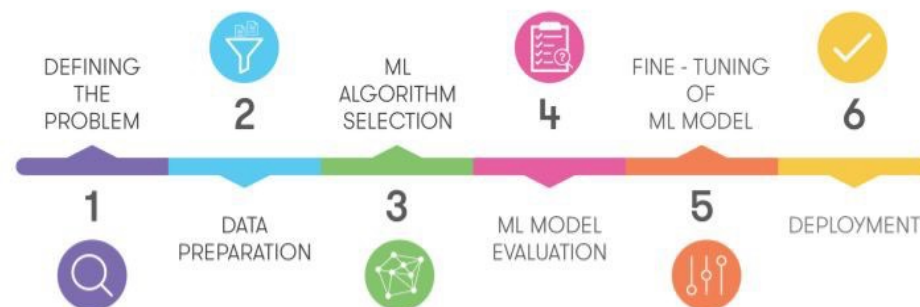 DEFINING
THE
PROBLEM
1
2
DATA
PREPARATION
ML
ALGORITHM
SELECTION
3
4
ML MODEL
EVALUATION
FINE - TUNING
OF
ML MODEL
5
6
DEPLOYMENT